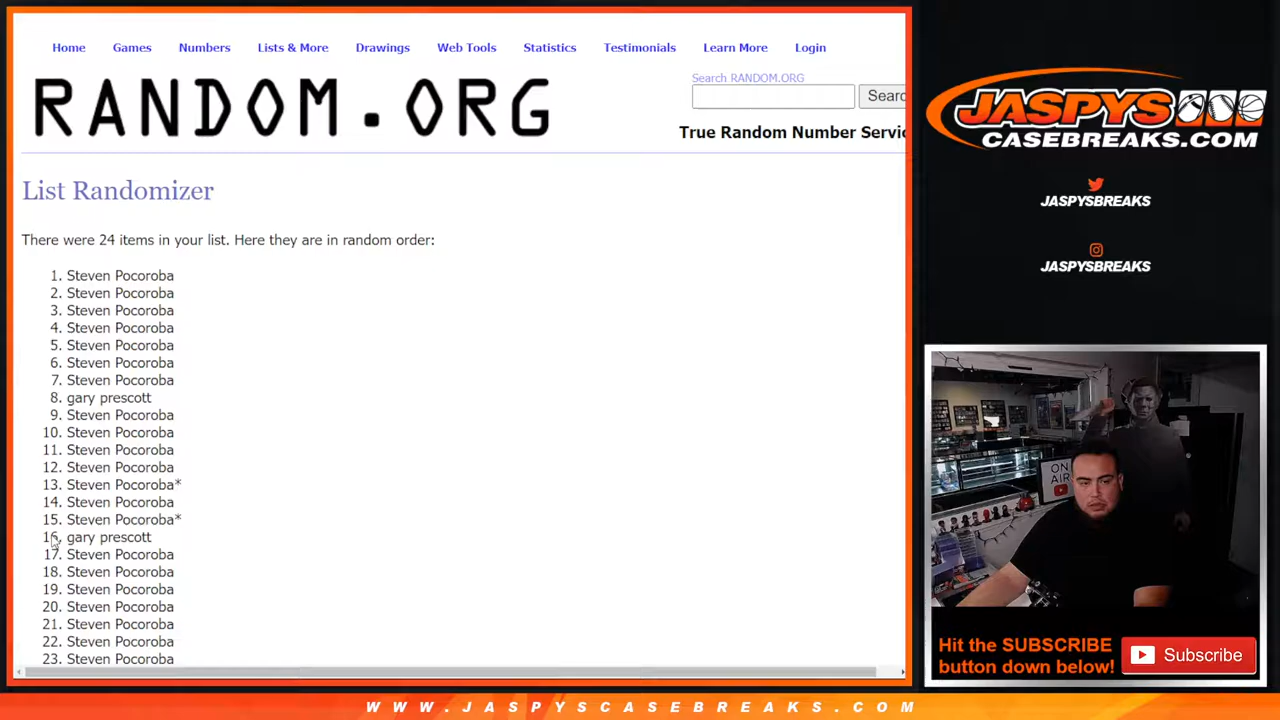 Home Games Numbers Lists & More Drawings Web Tools Statistics Testimonials Learn More Login
RANDOM.ORG
Search RANDOM.ORG
Searc
True Random Number Servic
List Randomizer
There were 24 items in your list. Here they are in random order:
1. Steven Pocoroba
2. Steven Pocoroba
3. Steven Pocoroba
4. Steven Pocoroba
5. Steven Pocoroba
6. Steven Pocoroba
7. Steven Pocoroba
8. gary prescott
9. Steven Pocoroba
10. Steven Pocoroba
11. Steven Pocoroba
12. Steven Pocoroba
13. Steven Pocoroba*
14. Steven Pocoroba
15. Steven Pocoroba*
16. gary prescott
17. Steven Pocoroba
18. Steven Pocoroba
19. Steven Pocoroba
20. Steven Pocoroba
21. Steven Pocoroba
22. Steven Pocoroba
23. Steven Pocoroba
JASPYS
CASEBREAKS.COM
JASPYSBREAKS
JASPYSBREAKS
ON
AIR
Hit the SUBSCRIBE
button down below!
Subscribe
WWW.JASPYSCASEBREAKS.COM